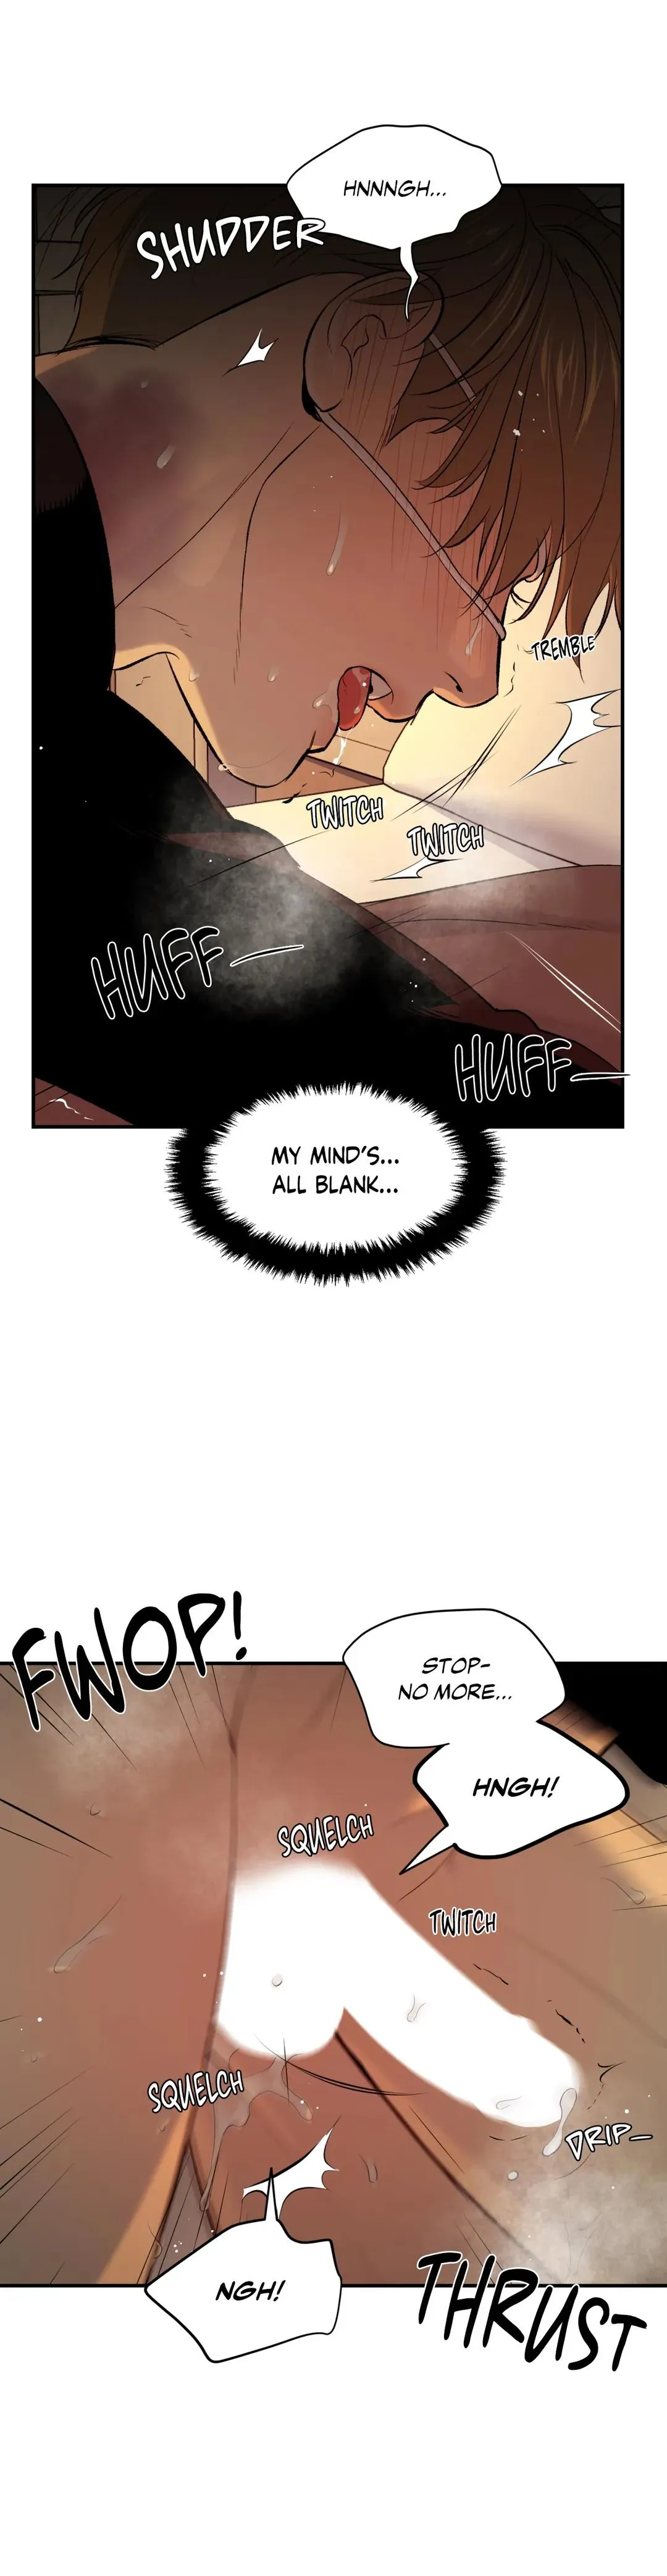 HNNNGH...
SHUDDER
TREMBLE
TWITCH
TWITCH
HUFF—
HUFF—
MY MIND'S...
ALL BLANK...
FWOP!
STOP-
NO MORE...
HNGH!
SQUELCH
TWITCH
SQUELCH
DRIP—
NGH!
THRUST